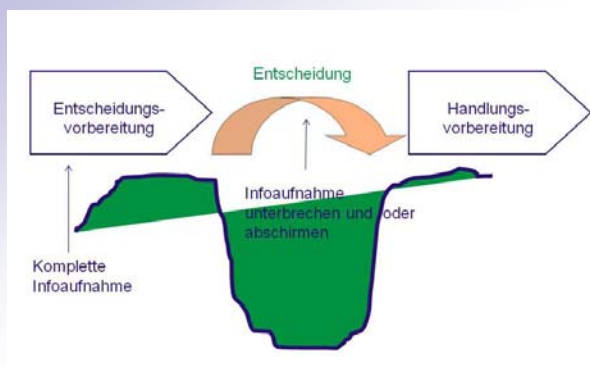 Entscheidung
Entscheidungs-
vorbereitung
Handlungs-
vorbereitung
Infoaufnahme
unterbrechen und /oder
abschirmen
Komplette
Infoaufnahme